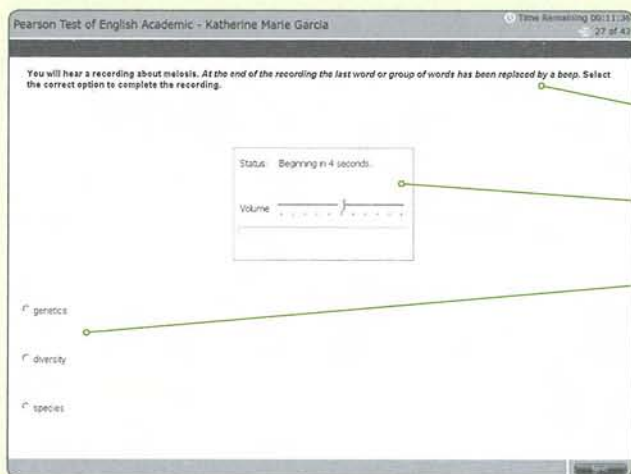 Pearson Test of English Academic - Katherine Marie Garcia
Time Remaining 00:11:36
27 of 43
You will hear a recording about meiosis. At the end of the recording the last word or group of words has been replaced by a beep. Select
the correct option to complete the recording.
Status Beginning in 4 seconds.
Volume
genetics
diversity
species